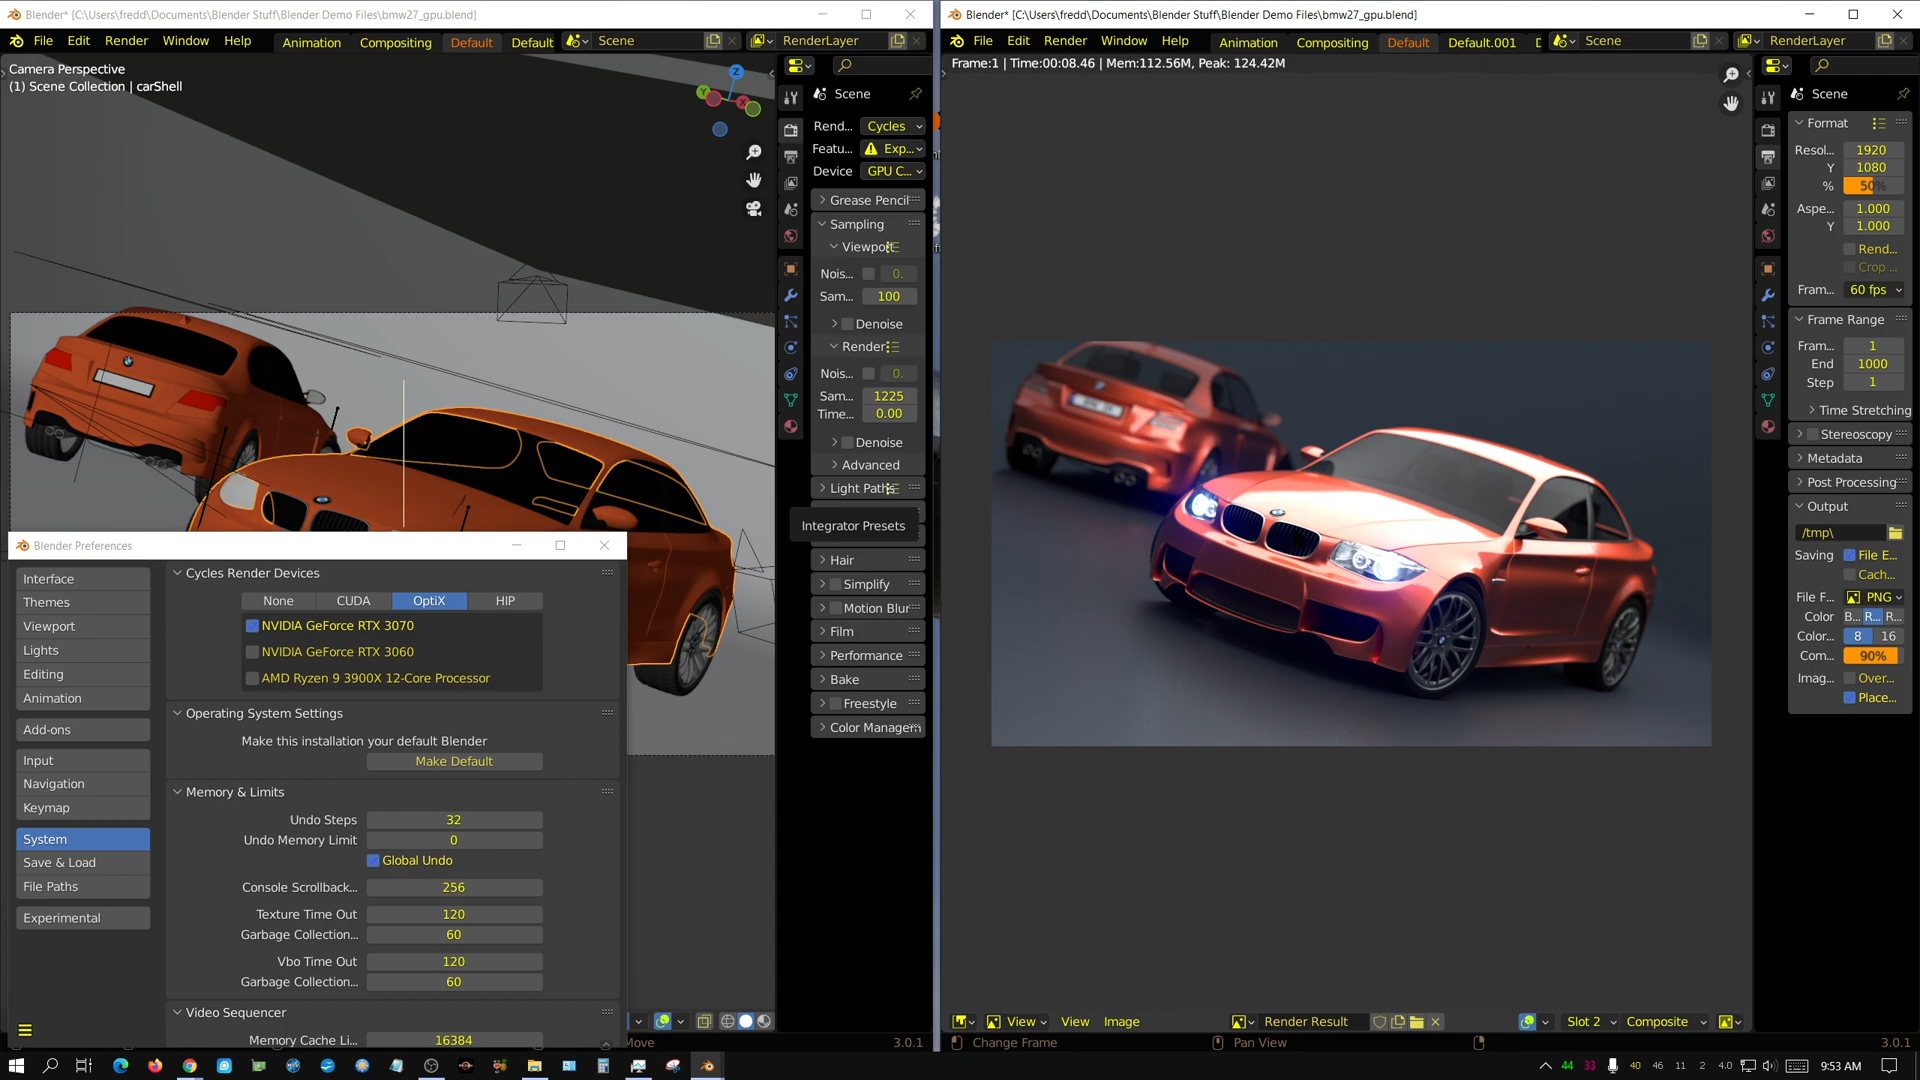 Blender* [C:\Users\fredd\Documents\Blender Stuff\Blender Demo Files\bmw27_gpu.blend]
File Edit Render Window Help Animation Compositing Default Default Scene RenderLayer
Camera Perspective
(1) Scene Collection | carShell
Scene
Rend... Cycles
Featu... Exp...
Device GPU C...
Grease Pencil
Sampling
Viewport
Nois... 0.
Sam... 100
Denoise
Render
Nois... 0.
Sam... 1225
Time... 0.00
Denoise
Advanced
Light Paths
Integrator Presets
Hair
Simplify
Motion Blur
Film
Performance
Bake
Freestyle
Color Managem
Blender Preferences
Interface
Themes
Viewport
Lights
Editing
Animation
Add-ons
Input
Navigation
Keymap
System
Save & Load
File Paths
Experimental
Cycles Render Devices
None CUDA OptiX HIP
NVIDIA GeForce RTX 3070
NVIDIA GeForce RTX 3060
AMD Ryzen 9 3900X 12-Core Processor
Operating System Settings
Make this installation your default Blender
Make Default
Memory & Limits
Undo Steps 32
Undo Memory Limit 0
Global Undo
Console Scrollback... 256
Texture Time Out 120
Garbage Collection... 60
Vbo Time Out 120
Garbage Collection... 60
Video Sequencer
Memory Cache Li... 16384
Move 3.0.1
Blender* [C:\Users\fredd\Documents\Blender Stuff\Blender Demo Files\bmw27_gpu.blend]
File Edit Render Window Help Animation Compositing Default Default.001 Scene RenderLayer
Frame:1 | Time:00:08.46 | Mem:112.56M, Peak: 124.42M
Scene
Format
Resol... 1920
Y 1080
% 50%
Aspe... 1.000
Y 1.000
Rend...
Crop ...
Fram... 60 fps
Frame Range
Fram... 1
End 1000
Step 1
Time Stretching
Stereoscopy
Metadata
Post Processing
Output
/tmp\
Saving File E...
Cach...
File F... PNG
Color B... R... R...
Color... 8 16
Com... 90%
Imag... Over...
Place...
View View Image Render Result Slot 2 Composite
Change Frame Pan View 3.0.1
44 33 40 46 11 2 4.0 9:53 AM